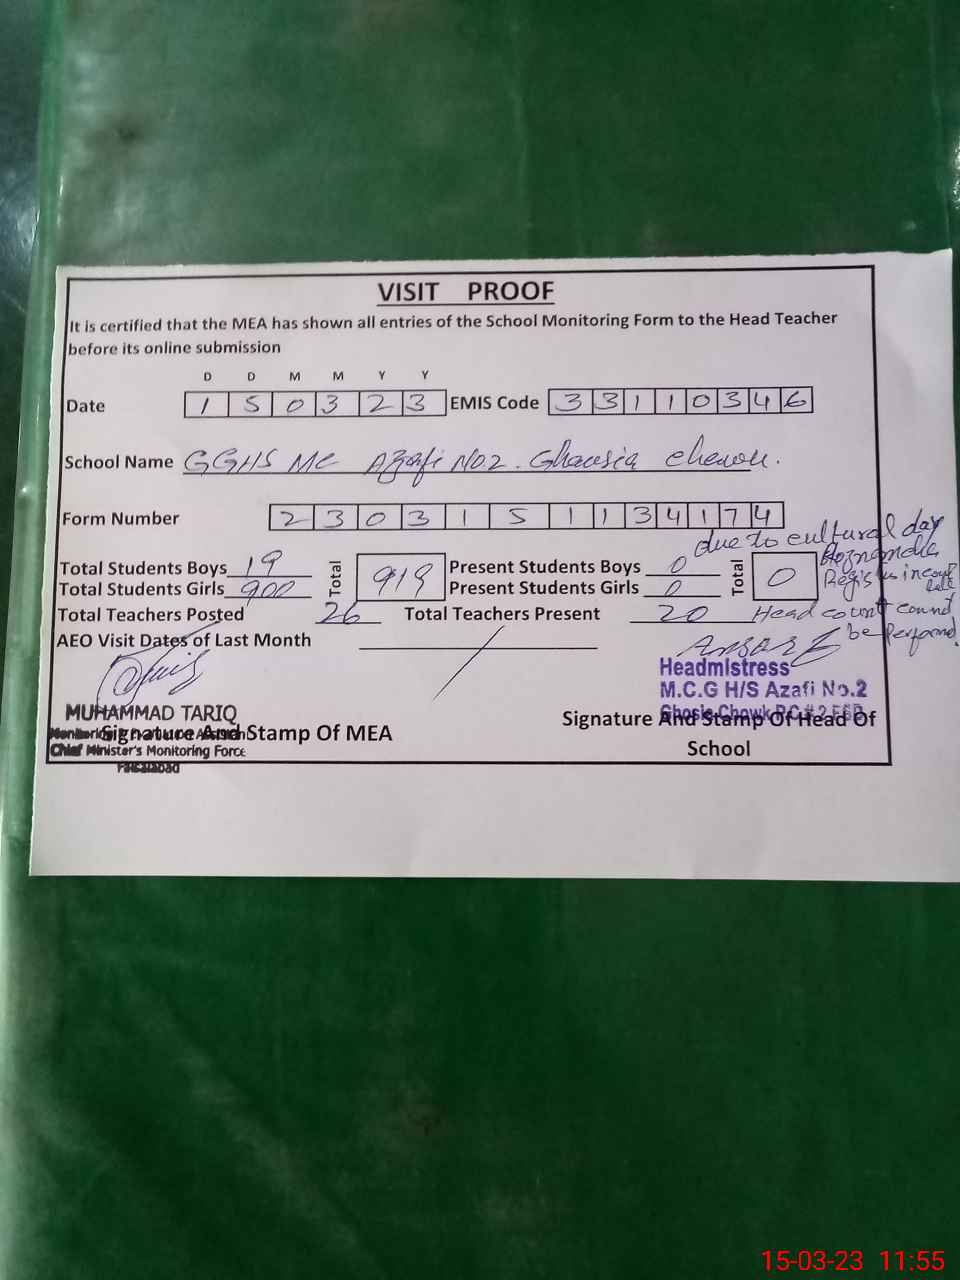 VISIT PROOF
It is certified that the MEA has shown all entries of the School Monitoring Form to the Head Teacher
before its online submission
D D M M Y Y
Date 1 5 0 3 2 3 EMIS Code 3 3 1 1 0 3 4 6
School Name GGHS MC Azafi No2. Ghausia
Form Number 2 3 0 3 1 5 1 1 3 4 1 7 4
due to cultural day
Total Students Boys 19 Total 919 Present Students Boys 0 Total 0
Total Students Girls 900 Present Students Girls 0
Register
Total Teachers Posted 26 Total Teachers Present 20 Head count cannot
be performed.
AEO Visit Dates of Last Month
Headmistress
M.C.G H/S Azafi No.2
MUHAMMAD TARIQ
Signature And Stamp Of MEA
Chief Minister's Monitoring Force
Faisalabad
Signature And Stamp Of Head Of
School
15-03-23 11:55